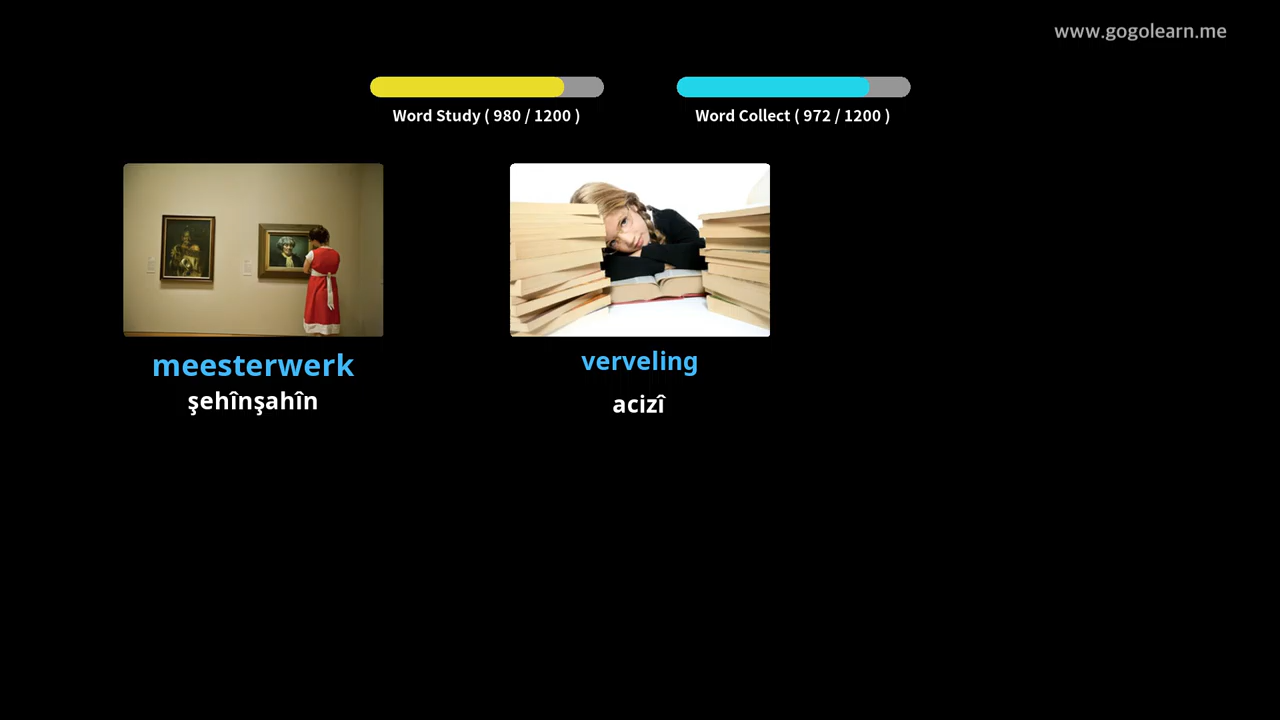 www.gogolearn.me
Word Study ( 980 / 1200 )
Word Collect ( 972 / 1200 )
meesterwerk
şehînşahîn
verveling
acizî